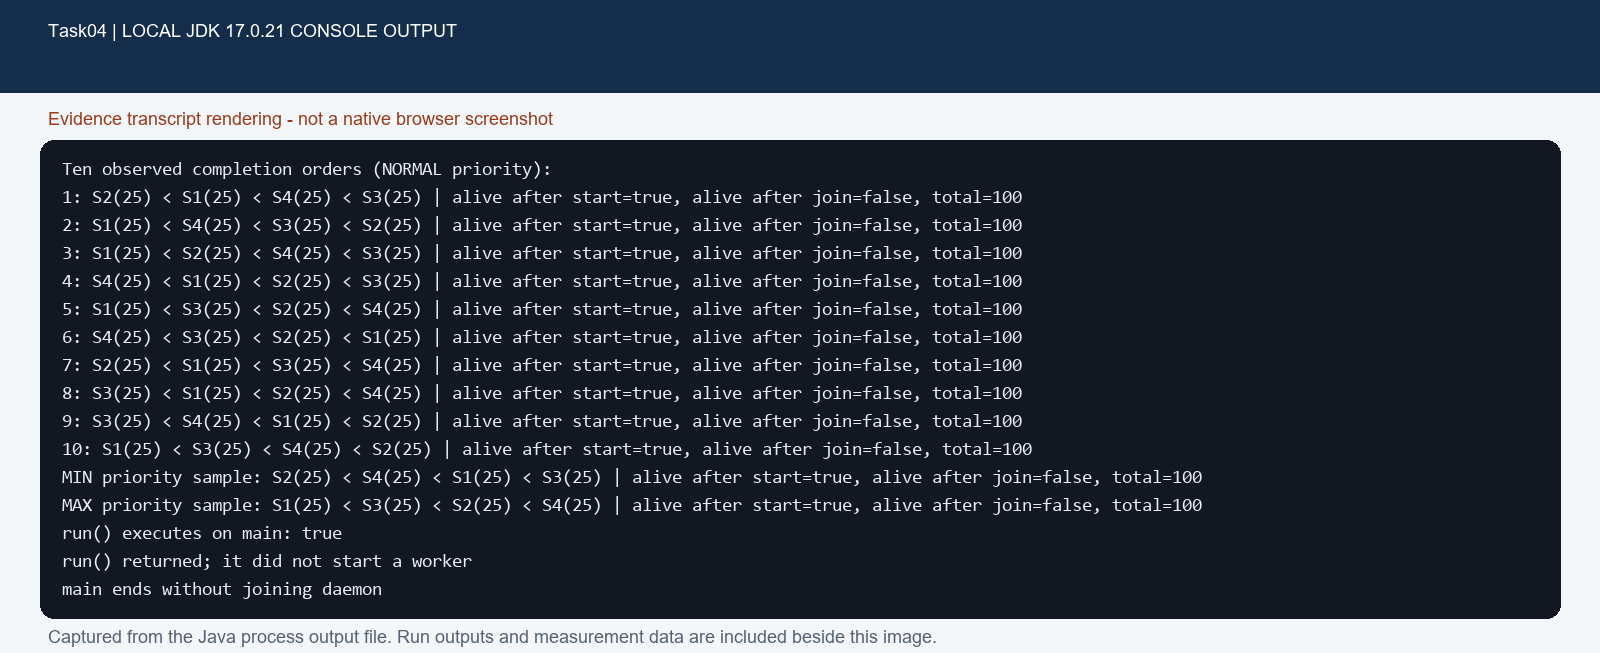 Task04 | LOCAL JDK 17.0.21 CONSOLE OUTPUT
Evidence transcript rendering - not a native browser screenshot
Ten observed completion orders (NORMAL priority):
1: S2(25) < S1(25) < S4(25) < S3(25) | alive after start=true, alive after join=false, total=100
2: S1(25) < S4(25) < S3(25) < S2(25) | alive after start=true, alive after join=false, total=100
3: S1(25) < S2(25) < S4(25) < S3(25) | alive after start=true, alive after join=false, total=100
4: S4(25) < S1(25) < S2(25) < S3(25) | alive after start=true, alive after join=false, total=100
5: S1(25) < S3(25) < S2(25) < S4(25) | alive after start=true, alive after join=false, total=100
6: S4(25) < S3(25) < S2(25) < S1(25) | alive after start=true, alive after join=false, total=100
7: S2(25) < S1(25) < S3(25) < S4(25) | alive after start=true, alive after join=false, total=100
8: S3(25) < S1(25) < S2(25) < S4(25) | alive after start=true, alive after join=false, total=100
9: S3(25) < S4(25) < S1(25) < S2(25) | alive after start=true, alive after join=false, total=100
10: S1(25) < S3(25) < S4(25) < S2(25) | alive after start=true, alive after join=false, total=100
MIN priority sample: S2(25) < S4(25) < S1(25) < S3(25) | alive after start=true, alive after join=false, total=100
MAX priority sample: S1(25) < S3(25) < S2(25) < S4(25) | alive after start=true, alive after join=false, total=100
run() executes on main: true
run() returned; it did not start a worker
main ends without joining daemon
Captured from the Java process output file. Run outputs and measurement data are included beside this image.